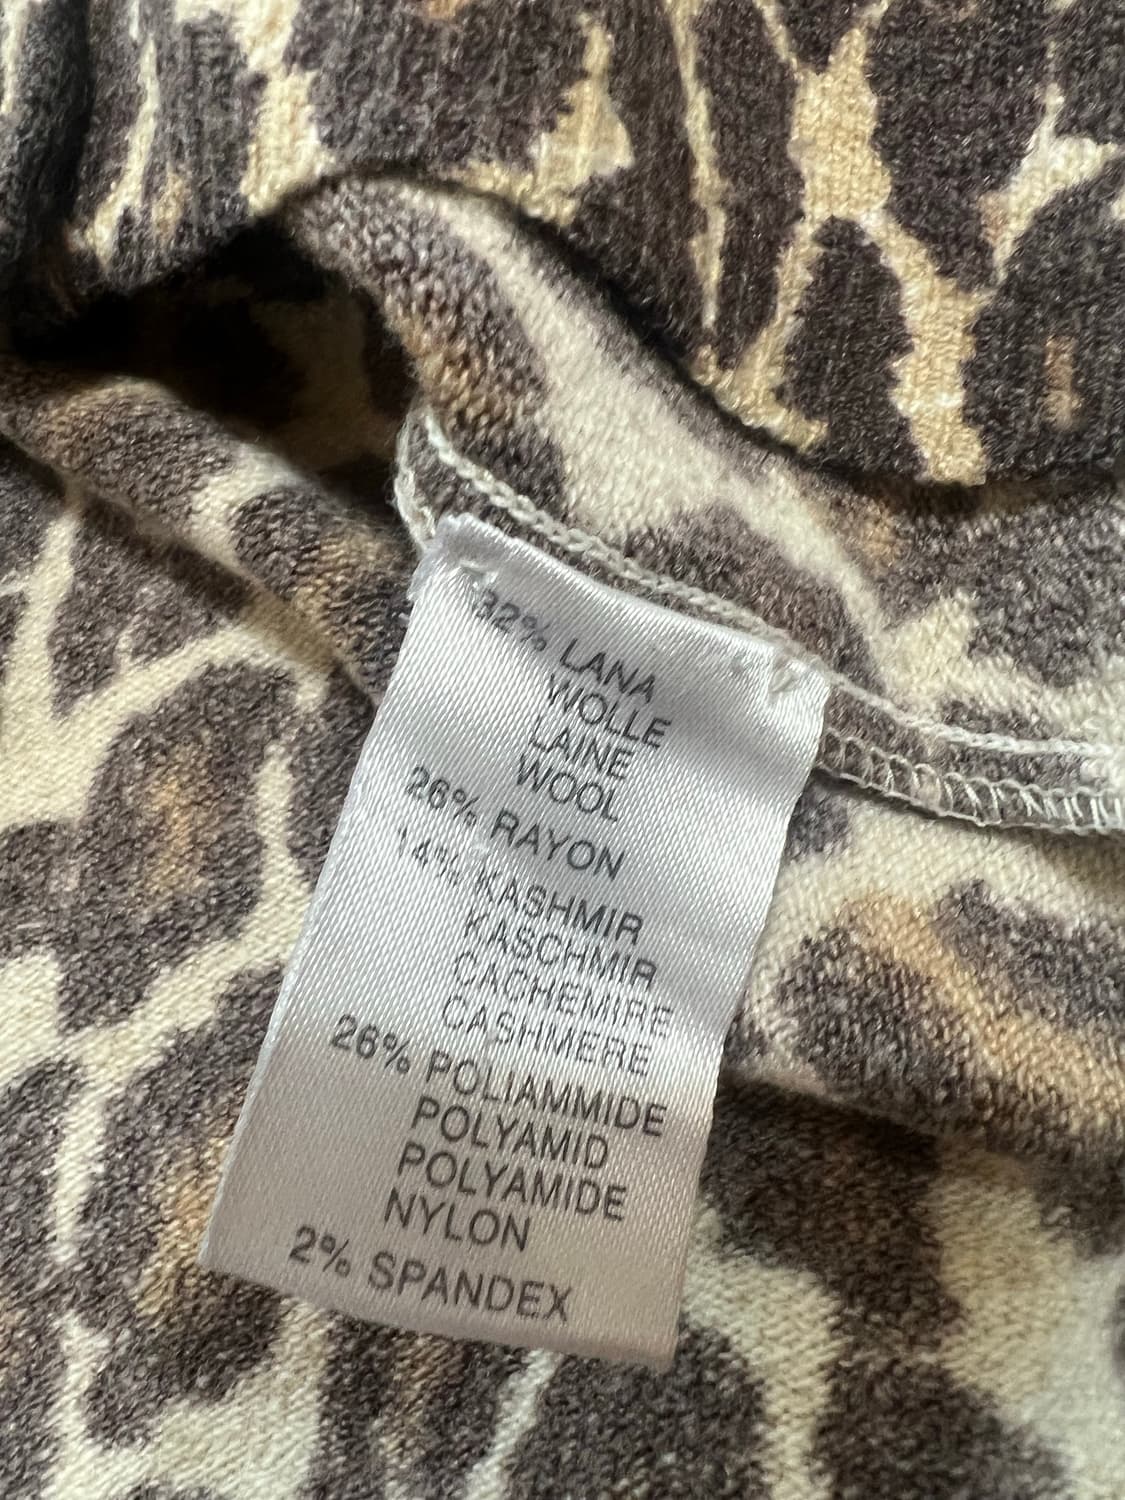 32% LANA
WOLLE
LAINE
WOOL
26% RAYON
14% KASHMIR
KASCHMIR
CACHEMIRE
CASHMERE
26% POLIAMMIDE
POLYAMID
POLYAMIDE
NYLON
2% SPANDEX